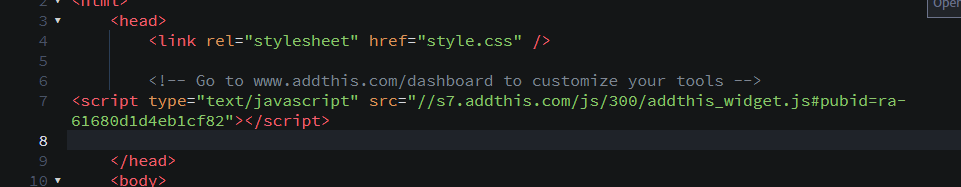 2 <html>
Open
3 <head>
4 <link rel="stylesheet" href="style.css" />
5
6 <!-- Go to www.addthis.com/dashboard to customize your tools -->
7 <script type="text/javascript" src="//s7.addthis.com/js/300/addthis_widget.js#pubid=ra-
61680d1d4eb1cf82"></script>
8
9 </head>
10 <body>